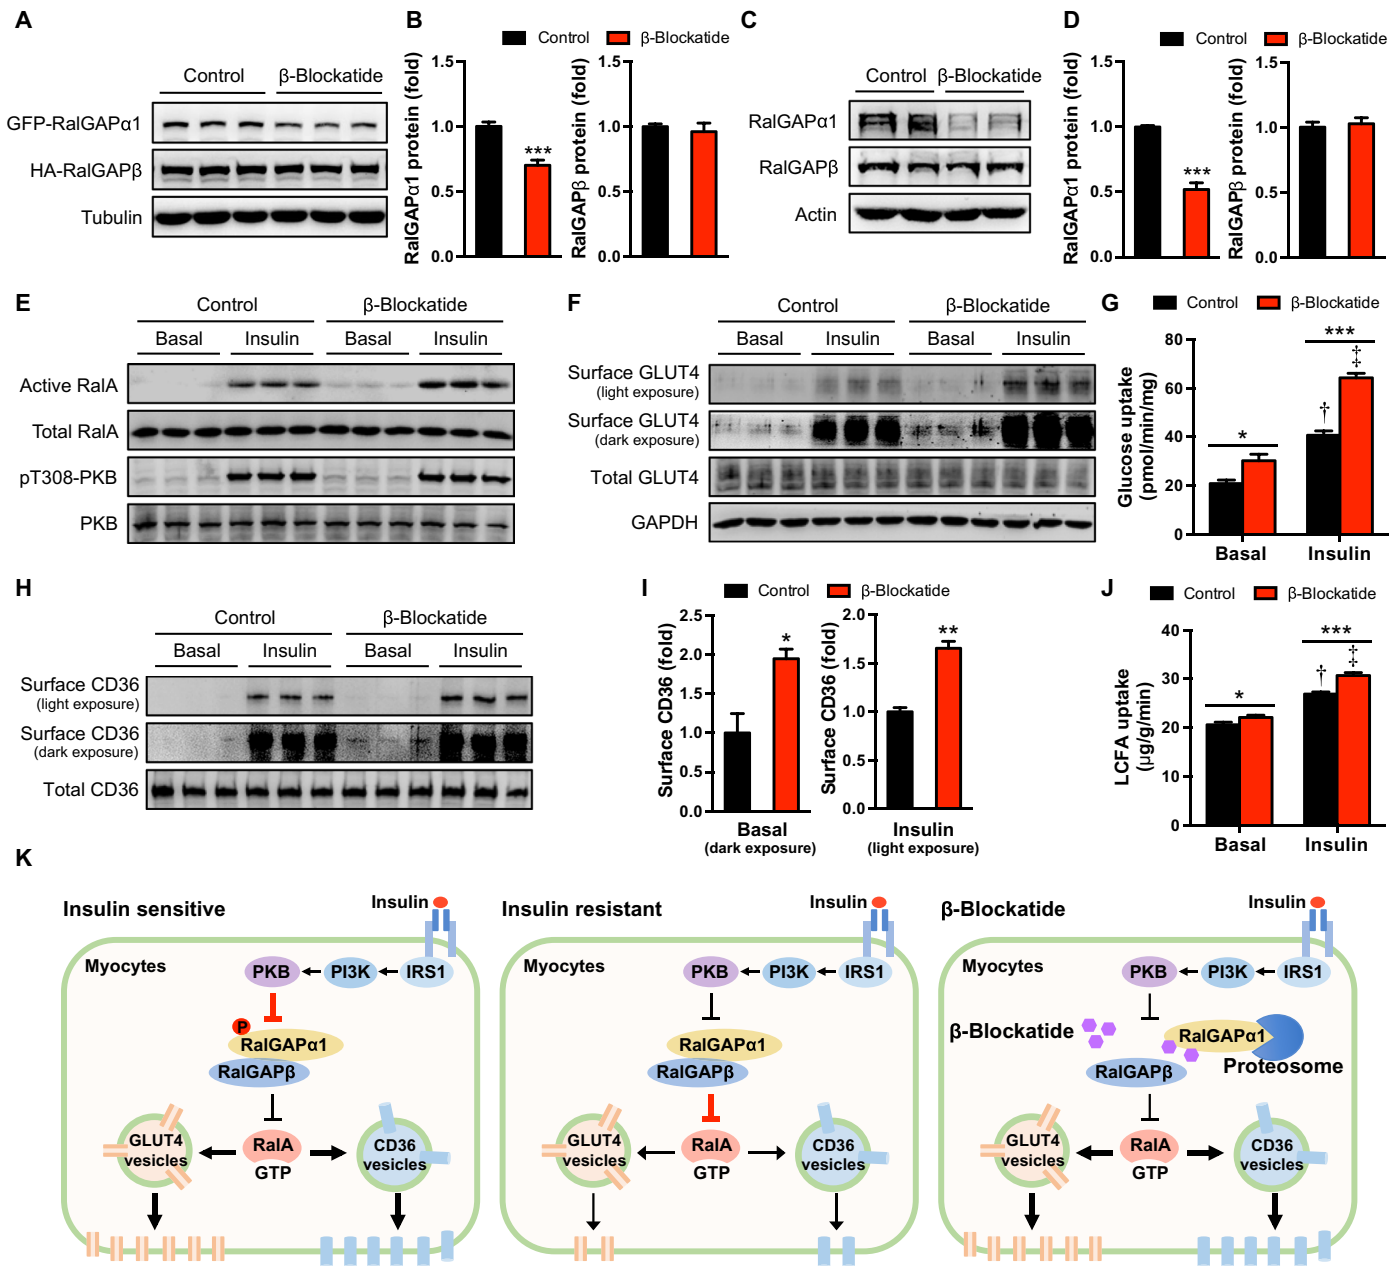 A
Control
β-Blockatide
GFP-RalGAPα1
HA-RalGAPβ
Tubulin
B
Control
β-Blockatide
RalGAPα1 protein (fold)
1.5
1.0
0.5
0.0
***
RalGAPβ protein (fold)
1.5
1.0
0.5
0.0
C
Control
β-Blockatide
RalGAPα1
RalGAPβ
Actin
D
Control
β-Blockatide
RalGAPα1 protein (fold)
1.5
1.0
0.5
0.0
***
RalGAPβ protein (fold)
1.5
1.0
0.5
0.0
E
Control
β-Blockatide
Basal
Insulin
Basal
Insulin
Active RalA
Total RalA
pT308-PKB
PKB
F
Control
β-Blockatide
Basal
Insulin
Basal
Insulin
Surface GLUT4
(light exposure)
Surface GLUT4
(dark exposure)
Total GLUT4
GAPDH
G
Control
β-Blockatide
Glucose uptake
(pmol/min/mg)
80
60
40
20
0
*
***
†
‡
Basal
Insulin
H
Control
β-Blockatide
Basal
Insulin
Basal
Insulin
Surface CD36
(light exposure)
Surface CD36
(dark exposure)
Total CD36
I
Control
β-Blockatide
Surface CD36 (fold)
2.5
2.0
1.5
1.0
0.5
0.0
*
Basal
(dark exposure)
Surface CD36 (fold)
2.0
1.5
1.0
0.5
0.0
**
Insulin
(light exposure)
J
Control
β-Blockatide
LCFA uptake
(µg/g/min)
40
30
20
10
0
*
***
†
‡
Basal
Insulin
K
Insulin sensitive
Insulin
Myocytes
PKB
PI3K
IRS1
P
RalGAPα1
RalGAPβ
GLUT4
vesicles
RalA
GTP
CD36
vesicles
Insulin resistant
Insulin
Myocytes
PKB
PI3K
IRS1
RalGAPα1
RalGAPβ
GLUT4
vesicles
RalA
GTP
CD36
vesicles
β-Blockatide
Insulin
Myocytes
PKB
PI3K
IRS1
β-Blockatide
RalGAPα1
Proteosome
RalGAPβ
GLUT4
vesicles
RalA
GTP
CD36
vesicles